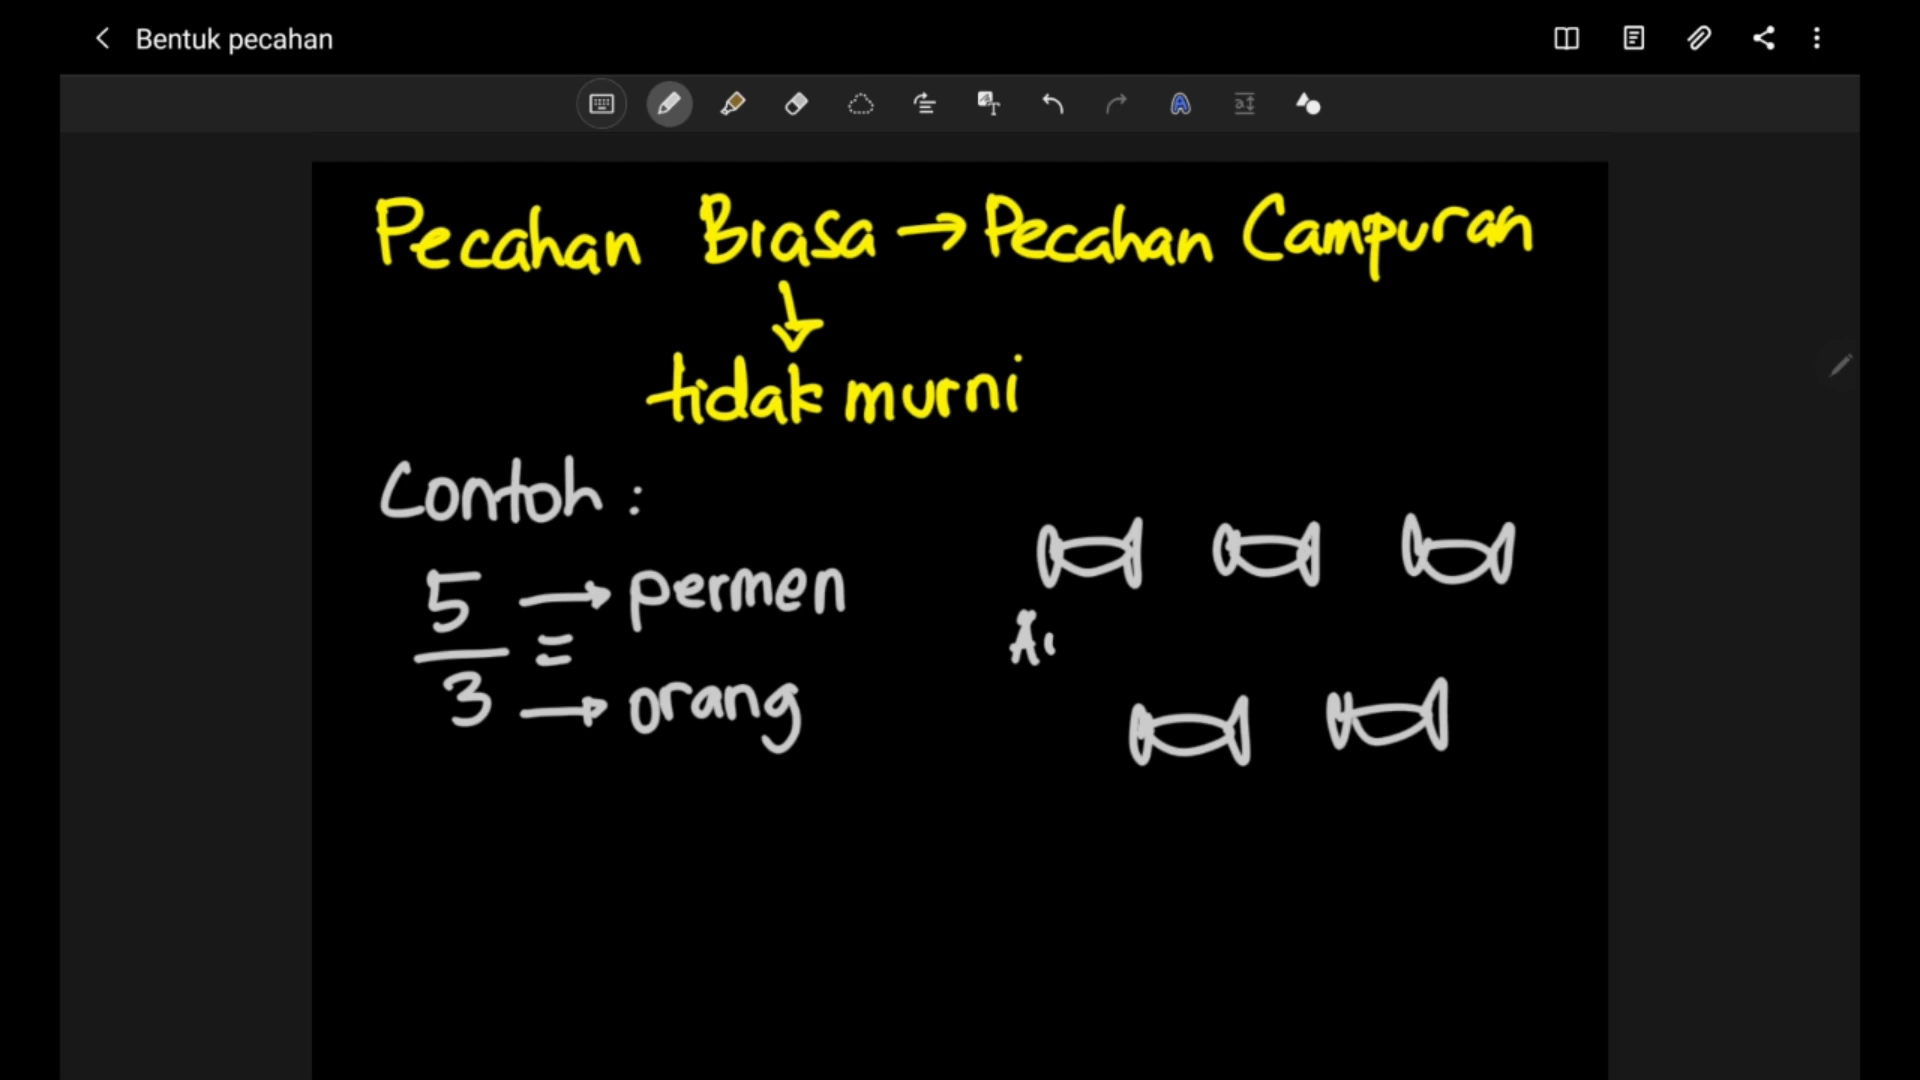 Bentuk pecahan
Pecahan Biasa → Pecahan Campuran
↓
tidak murni
Contoh :
5 → permen
=
3 → orang